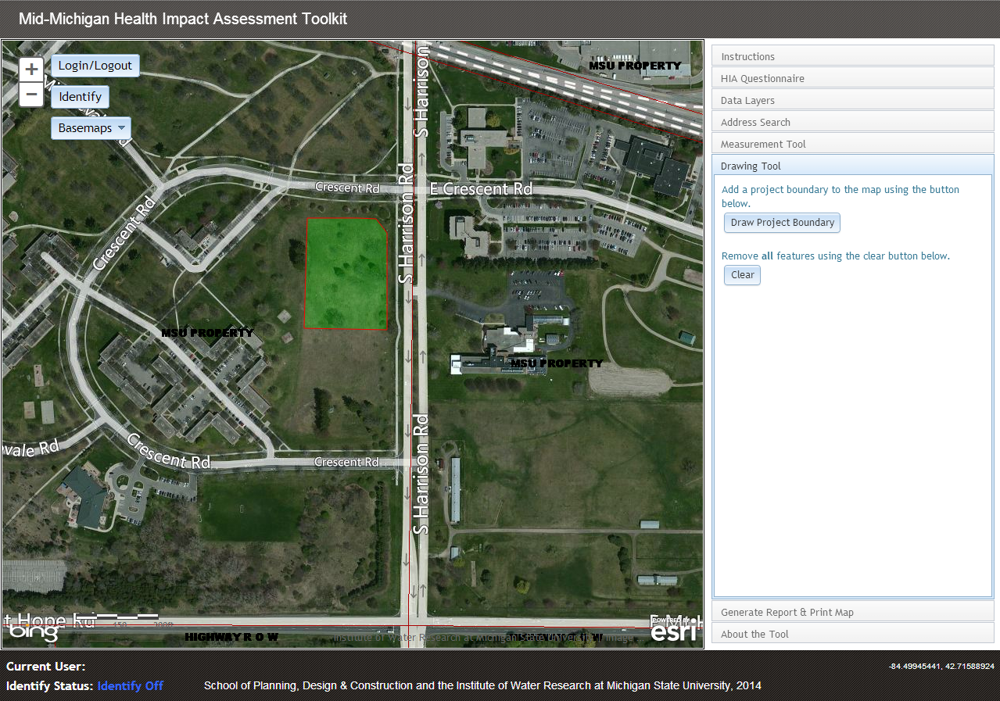 Mid-Michigan Health Impact Assessment Toolkit
+
Login/Logout
−
Identify
Basemaps
MSU PROPERTY
S Harrison
Crescent Rd
E Crescent Rd
S Harrison Rd
Crescent Rd
MSU PROPERTY
MSU PROPERTY
S Harrison Rd
vale Rd
Crescent Rd
Crescent Rd
t Hope Rd
150
200ft
bing
HIGHWAY R O W
Institute of Water Research at Michigan State University | Image
POWERED BY
esri
Instructions
HIA Questionnaire
Data Layers
Address Search
Measurement Tool
Drawing Tool
Add a project boundary to the map using the button
below.
Draw Project Boundary
Remove all features using the clear button below.
Clear
Generate Report & Print Map
About the Tool
Current User:
-84.49945441, 42.71588924
Identify Status: Identify Off
School of Planning, Design & Construction and the Institute of Water Research at Michigan State University, 2014